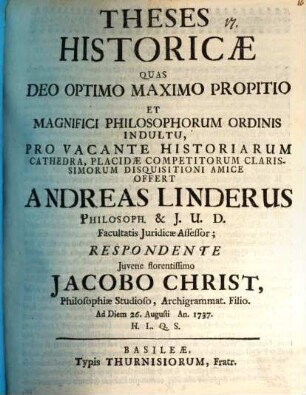 THESES 17.
HISTORICÆ
QUAS
DEO OPTIMO MAXIMO PROPITIO
ET
MAGNIFICI PHILOSOPHORUM ORDINIS
INDULTU,
PRO VACANTE HISTORIARUM
CATHEDRA, PLACIDÆ COMPETITORUM CLARIS-
SIMORUM DISQUISITIONI AMICE
OFFERT
ANDREAS LINDERUS
PHILOSOPH. & J. U. D.
Facultatis Juridicæ Assessor;
RESPONDENTE
Juvene florentissimo
JACOBO CHRIST,
Philosophiæ Studioso, Archigrammat. Filio.
Ad Diem 26. Augusti An. 1737.
H. L. Q. S.
BASILEÆ,
Typis THURNISIORUM, Fratr.